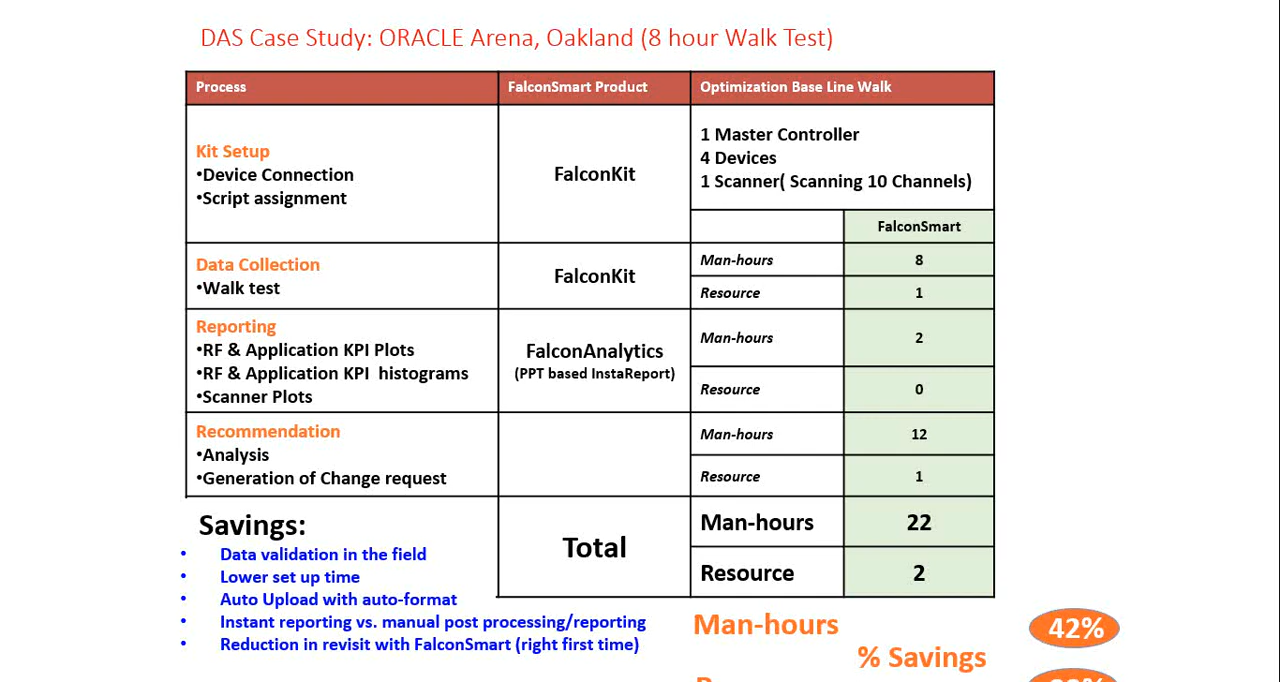 DAS Case Study: ORACLE Arena, Oakland (8 hour Walk Test)
Process
FalconSmart Product
Optimization Base Line Walk
Kit Setup
•Device Connection
•Script assignment
FalconKit
1 Master Controller
4 Devices
1 Scanner( Scanning 10 Channels)
FalconSmart
Data Collection
•Walk test
FalconKit
Man-hours
8
Resource
1
Reporting
•RF & Application KPI Plots
•RF & Application KPI histograms
•Scanner Plots
FalconAnalytics
(PPT based InstaReport)
Man-hours
2
Resource
0
Recommendation
•Analysis
•Generation of Change request
Man-hours
12
Resource
1
Total
Man-hours
22
Resource
2
Savings:
• Data validation in the field
• Lower set up time
• Auto Upload with auto-format
• Instant reporting vs. manual post processing/reporting
• Reduction in revisit with FalconSmart (right first time)
Man-hours
42%
% Savings